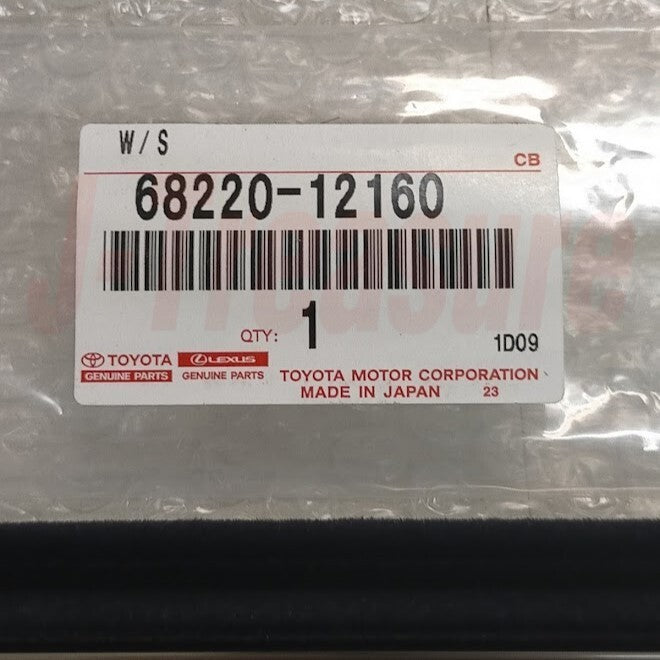 W/S
CB
68220-12160
QTY: 1
1D09
TOYOTA
GENUINE PARTS
LEXUS
GENUINE PARTS
TOYOTA MOTOR CORPORATION
MADE IN JAPAN 23
J-Treasure